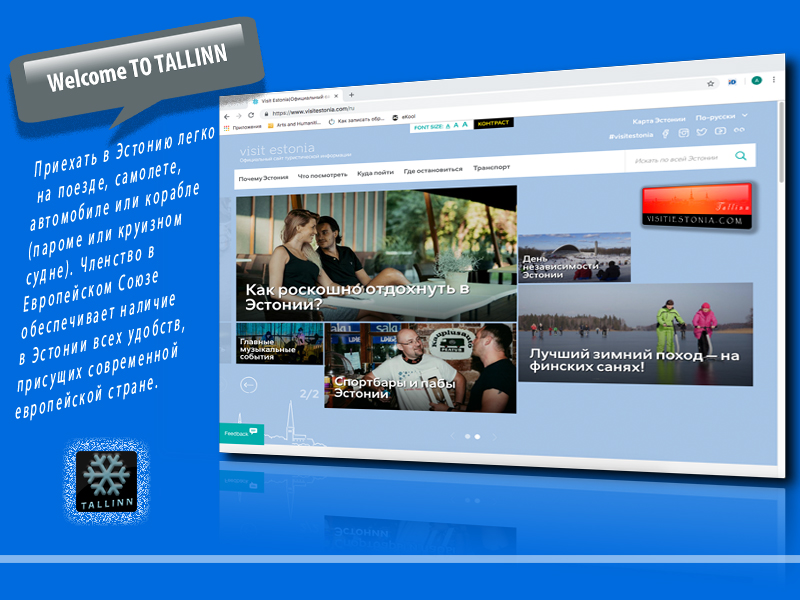 Welcome TO TALLINN
Приехать в Эстонию легко
на поезде, самолете,
автомобиле или корабле
(пароме или круизном
судне). Членство в
Европейском Союзе
обеспечивает наличие
в Эстонии всех удобств,
присущих современной
европейской стране.
TALLINN
Visit Estonia|Официальный
https://www.visitestonia.com/ru
Приложения
Arts and Humanit...
Как записать обр...
eKool
FONT SIZE: A A A
КОНТРАСТ
Карта Эстонии
По-русски
#visitestonia
visit estonia
Официальный сайт туристической информации
Почему Эстония
Что посмотреть
Куда пойти
Где остановиться
Транспорт
Искать по всей Эстонии
Tallinn
VISITIESTONIA.COM
Как роскошно отдохнуть в
Эстонии?
День
независимости
Эстонии
Главные
музыкальные
события
saku
saku
Спортбары и пабы
Эстонии
Лучший зимний поход — на
финских санях!
2/2
Feedback